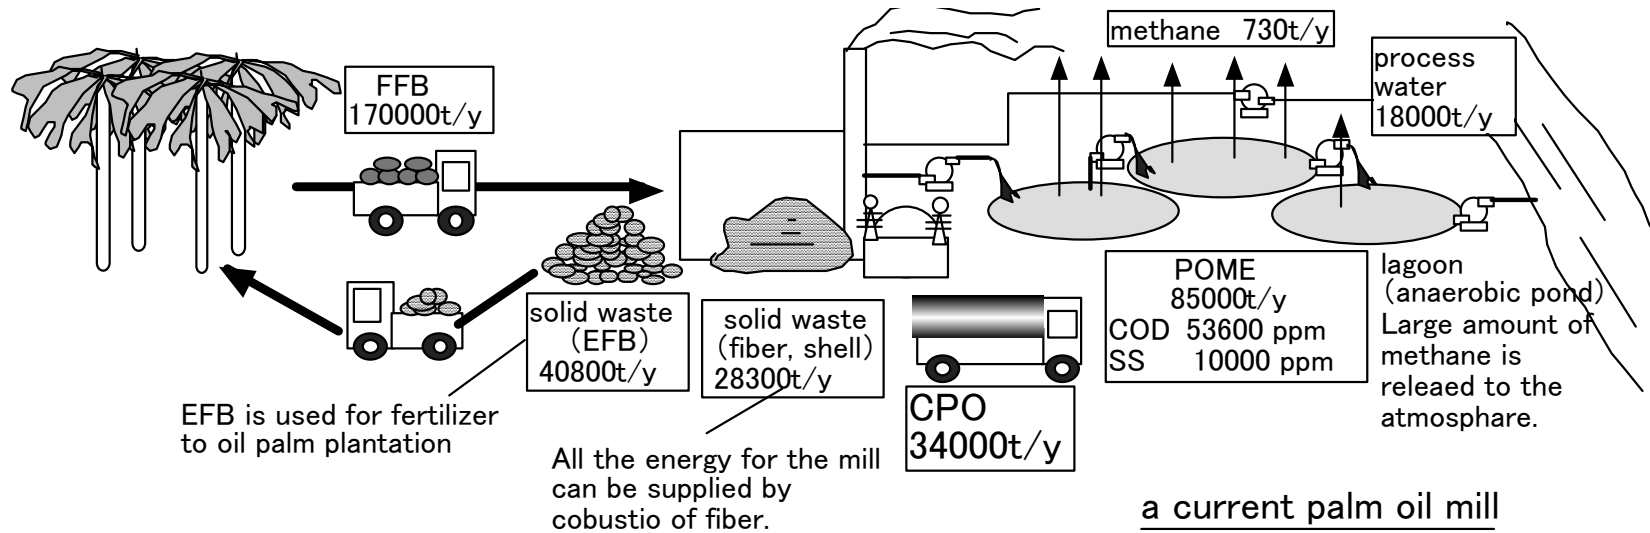 FFB
170000t/y
methane 730t/y
process
water
18000t/y
solid waste
(EFB)
40800t/y
solid waste
(fiber, shell)
28300t/y
CPO
34000t/y
POME
85000t/y
COD 53600 ppm
SS 10000 ppm
lagoon
(anaerobic pond)
Large amount of
methane is
releaed to the
atmosphare.
EFB is used for fertilizer
to oil palm plantation
All the energy for the mill
can be supplied by
cobustio of fiber.
a current palm oil mill